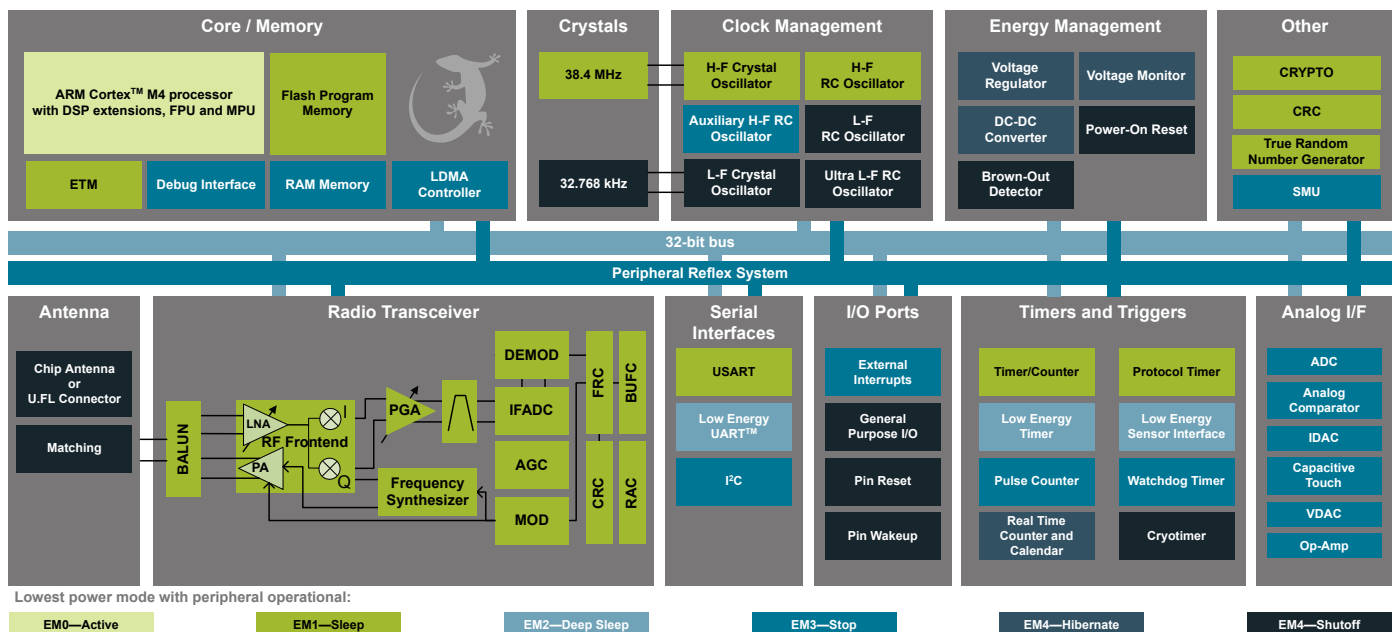 Core / Memory
ARM Cortex™ M4 processor
with DSP extensions, FPU and MPU
Flash Program
Memory
ETM
Debug Interface
RAM Memory
LDMA
Controller
Crystals
38.4 MHz
32.768 kHz
Clock Management
H-F Crystal
Oscillator
H-F
RC Oscillator
Auxiliary H-F RC
Oscillator
L-F
RC Oscillator
L-F Crystal
Oscillator
Ultra L-F RC
Oscillator
Energy Management
Voltage
Regulator
Voltage Monitor
DC-DC
Converter
Power-On Reset
Brown-Out
Detector
Other
CRYPTO
CRC
True Random
Number Generator
SMU
32-bit bus
Peripheral Reflex System
Antenna
Chip Antenna
or
U.FL Connector
Matching
Radio Transceiver
BALUN
LNA
RF Frontend
PA
I
Q
PGA
Frequency
Synthesizer
DEMOD
IFADC
AGC
MOD
FRC
BUFC
CRC
RAC
Serial
Interfaces
USART
Low Energy
UART™
I²C
I/O Ports
External
Interrupts
General
Purpose I/O
Pin Reset
Pin Wakeup
Timers and Triggers
Timer/Counter
Protocol Timer
Low Energy
Timer
Low Energy
Sensor Interface
Pulse Counter
Watchdog Timer
Real Time
Counter and
Calendar
Cryotimer
Analog I/F
ADC
Analog
Comparator
IDAC
Capacitive
Touch
VDAC
Op-Amp
Lowest power mode with peripheral operational:
EM0—Active
EM1—Sleep
EM2—Deep Sleep
EM3—Stop
EM4—Hibernate
EM4—Shutoff